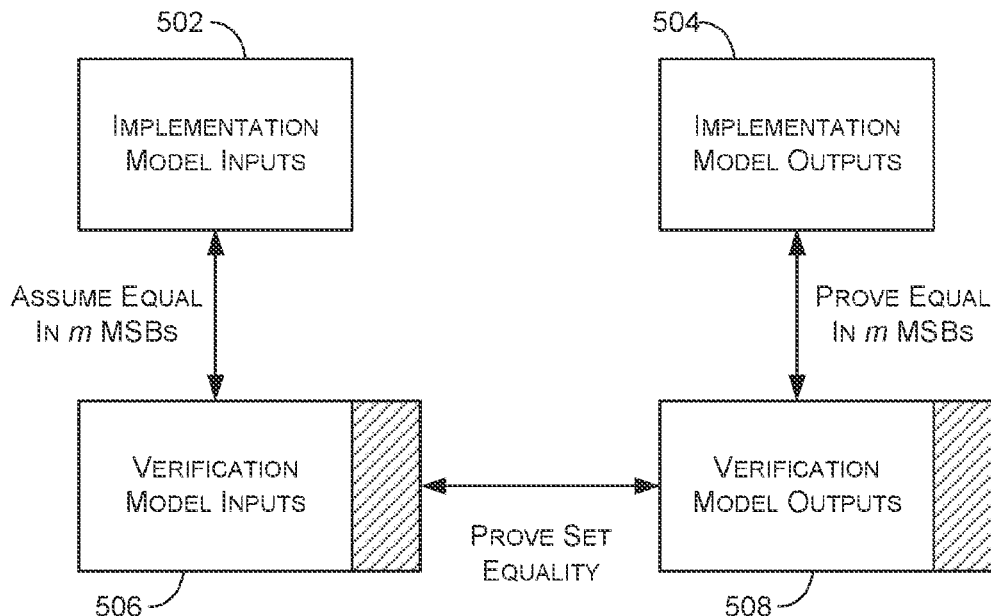 502
504
IMPLEMENTATION
MODEL INPUTS
IMPLEMENTATION
MODEL OUTPUTS
ASSUME EQUAL
IN m MSBS
PROVE EQUAL
IN m MSBS
VERIFICATION
MODEL INPUTS
VERIFICATION
MODEL OUTPUTS
PROVE SET
EQUALITY
506
508